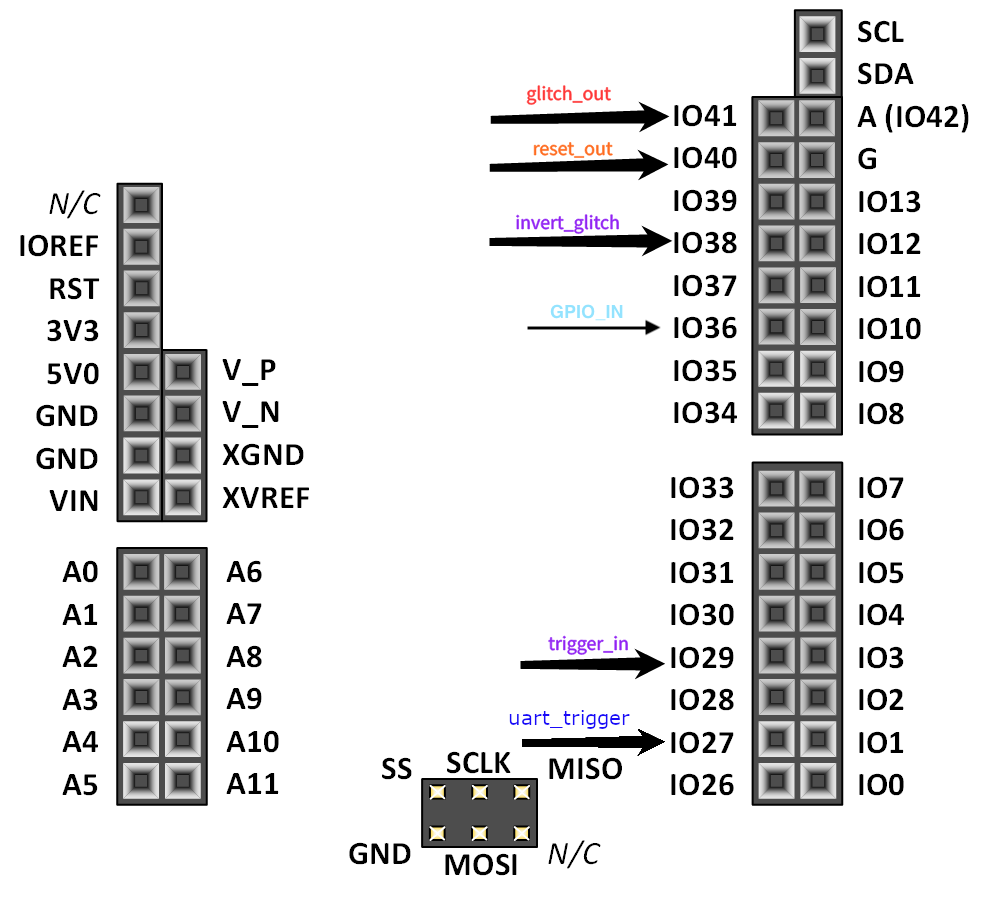 SCL
SDA
glitch_out
IO41
A (IO42)
reset_out
IO40
G
IO39
IO13
invert_glitch
IO38
IO12
IO37
IO11
GPIO_IN
IO36
IO10
IO35
IO9
IO34
IO8
N/C
IOREF
RST
3V3
5V0
V_P
GND
V_N
GND
XGND
VIN
XVREF
IO33
IO7
IO32
IO6
IO31
IO5
IO30
IO4
trigger_in
IO29
IO3
IO28
IO2
uart_trigger
IO27
IO1
IO26
IO0
A0
A6
A1
A7
A2
A8
A3
A9
A4
A10
A5
A11
SS
SCLK
MISO
GND
MOSI
N/C